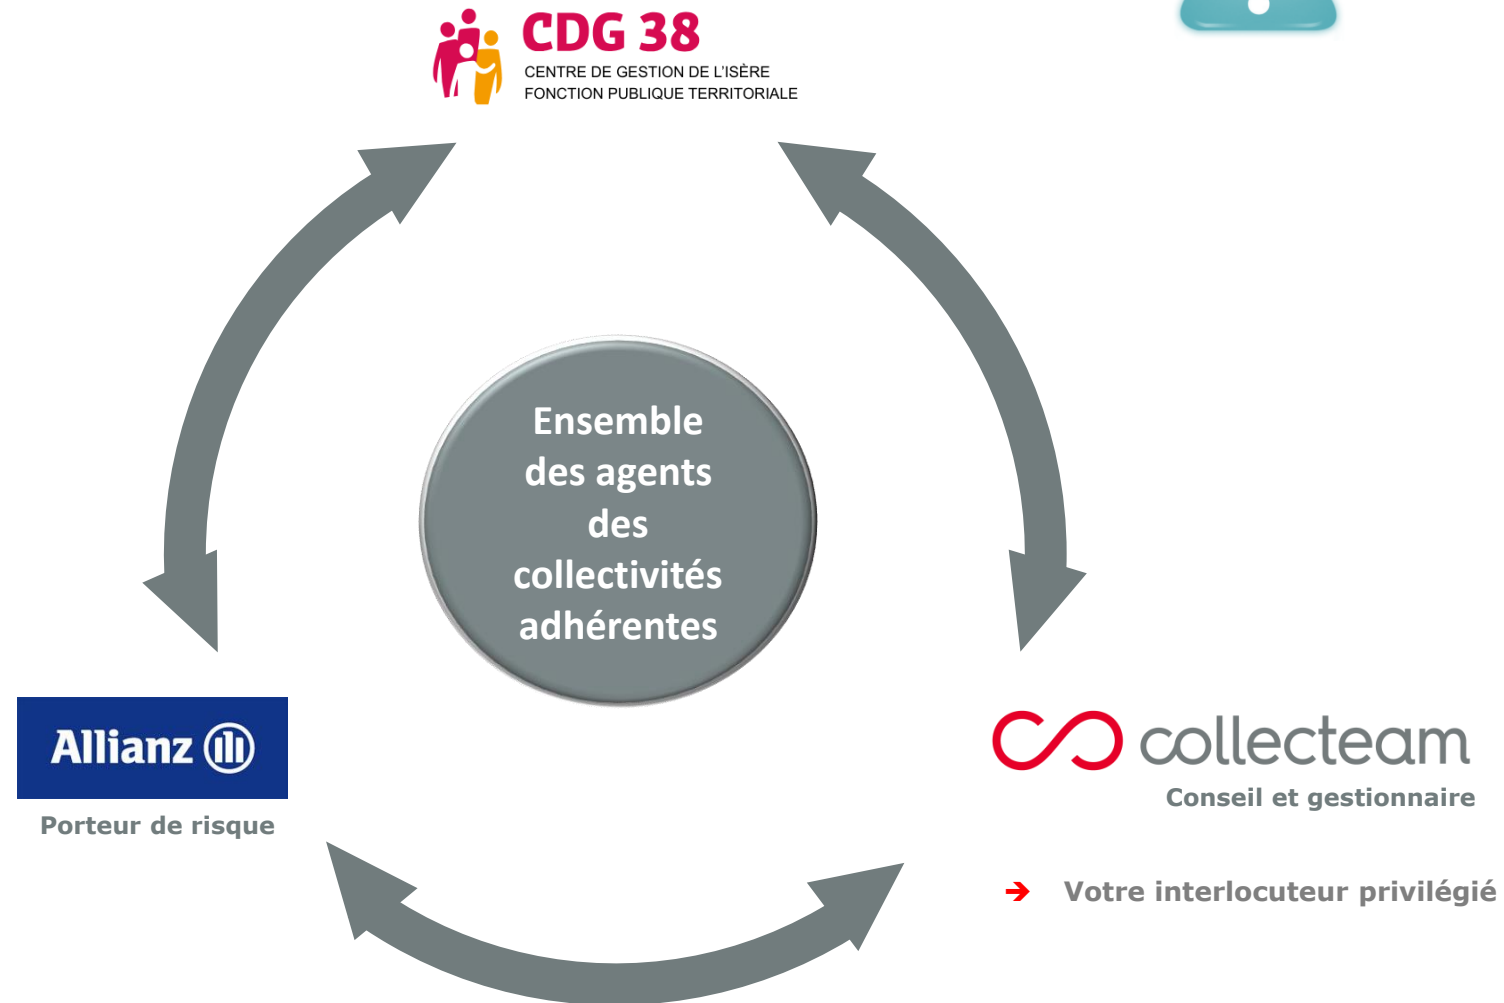 CDG 38
CENTRE DE GESTION DE L'ISÈRE
FONCTION PUBLIQUE TERRITORIALE
Ensemble
des agents
des
collectivités
adhérentes
Allianz
Porteur de risque
collecteam
Conseil et gestionnaire
➔ Votre interlocuteur privilégié